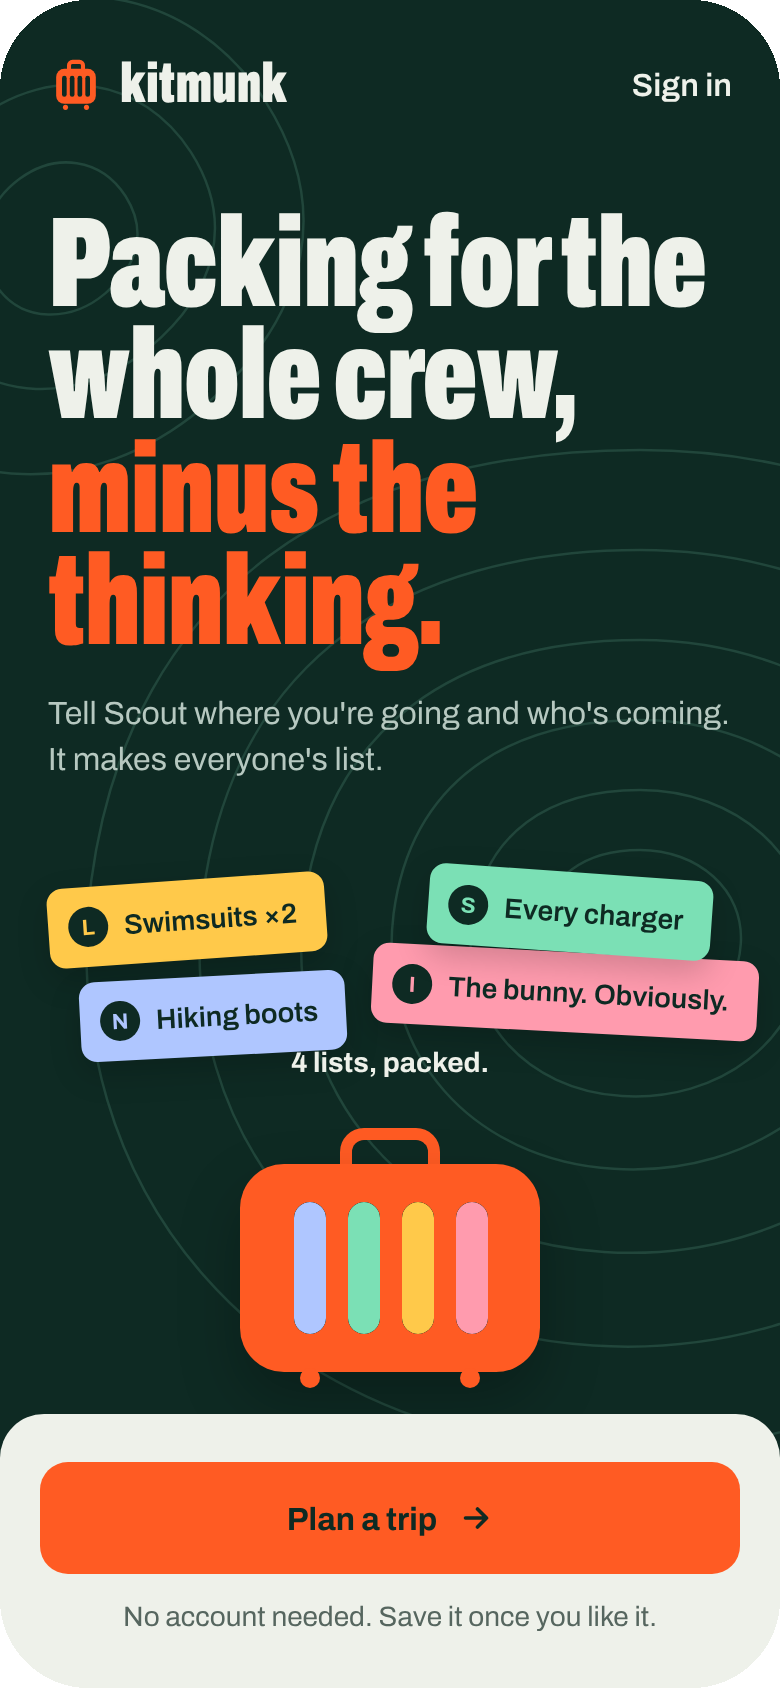 kitmunk
Sign in
Packing for the
whole crew,
minus the
thinking.
Tell Scout where you're going and who's coming.
It makes everyone's list.
L Swimsuits ×2
S Every charger
N Hiking boots
I The bunny. Obviously.
4 lists, packed.
Plan a trip →
No account needed. Save it once you like it.